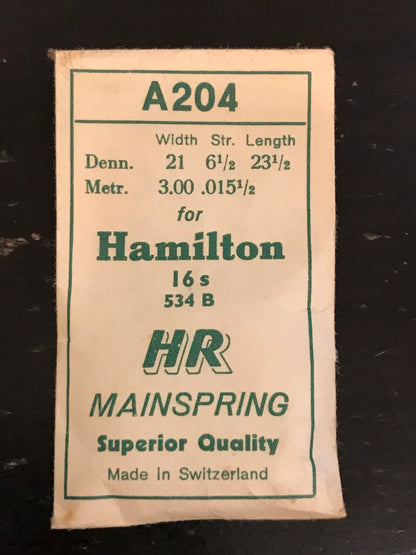 A204
Width Str. Length
Denn. 21 6½ 23½
Metr. 3.00 .015½
for
Hamilton
16 s
534 B
HR
MAINSPRING
Superior Quality
Made in Switzerland